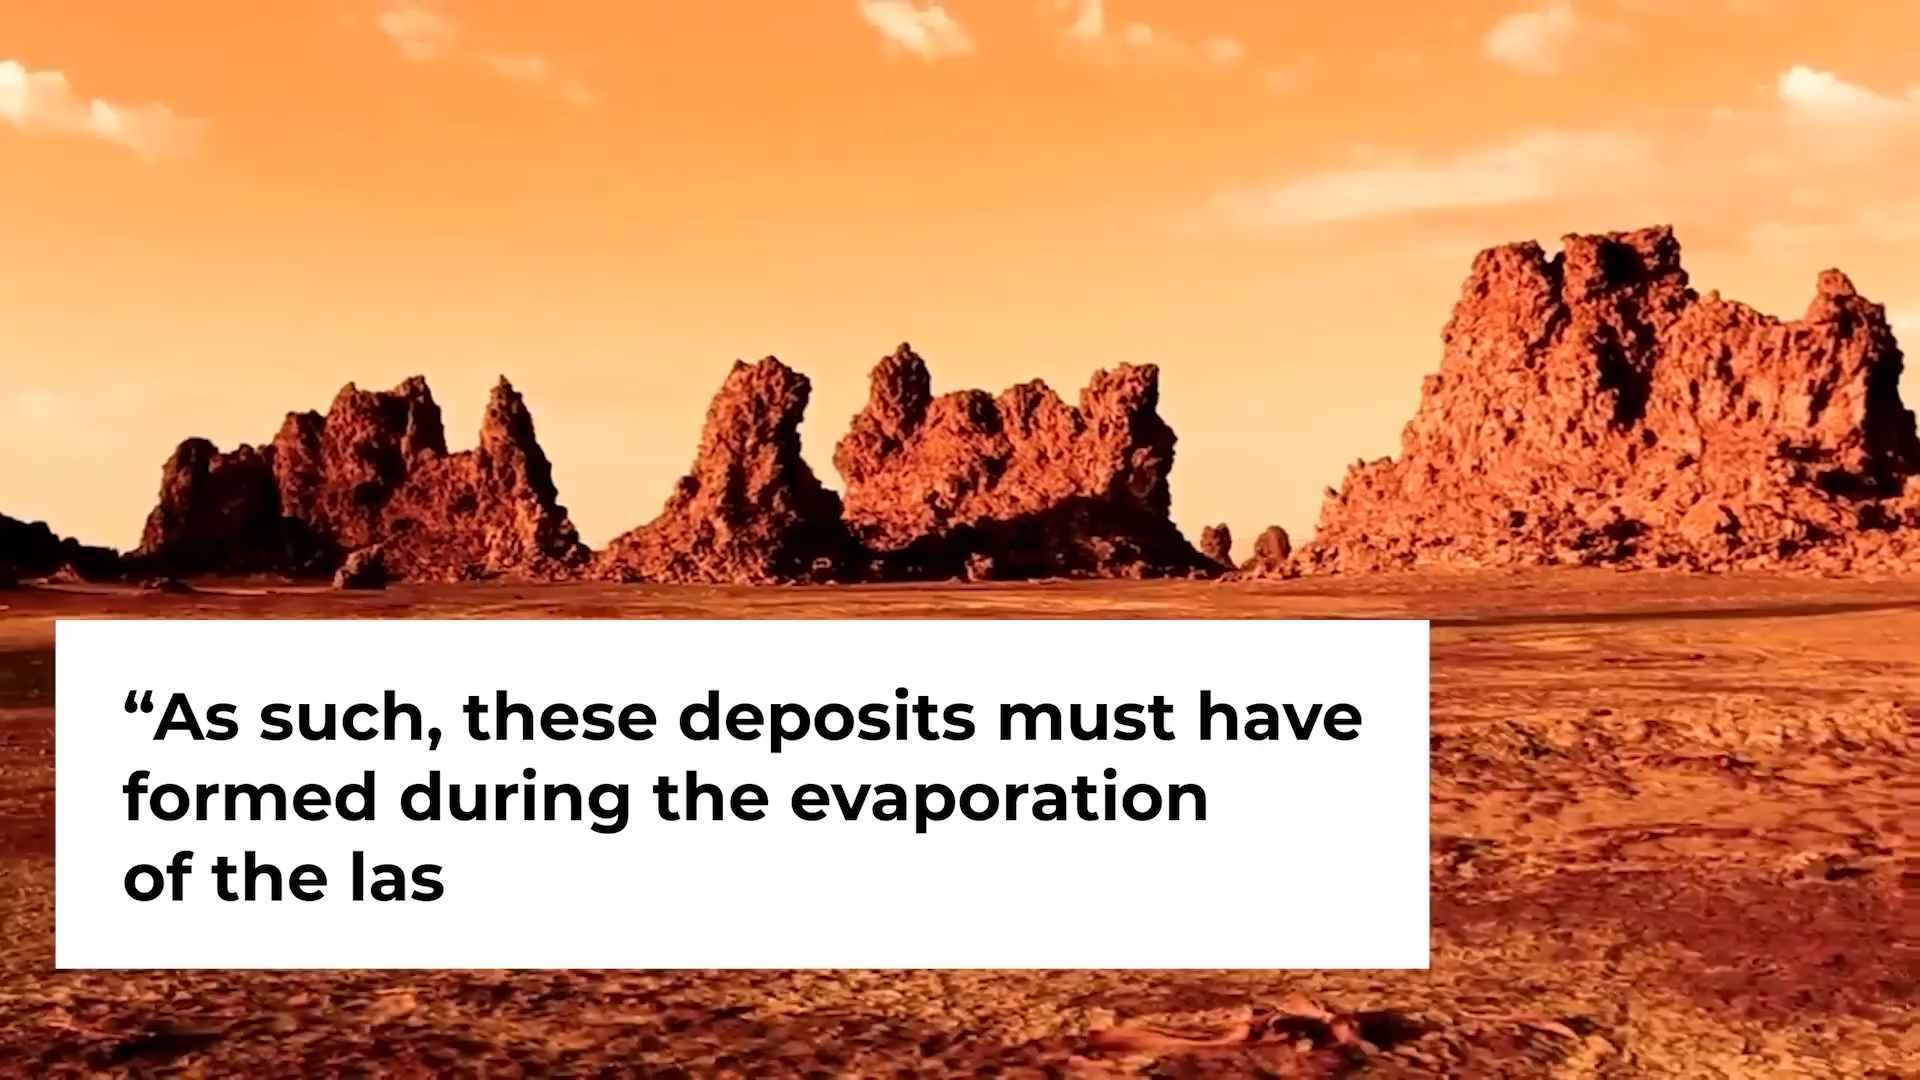 “As such, these deposits must have
formed during the evaporation
of the las